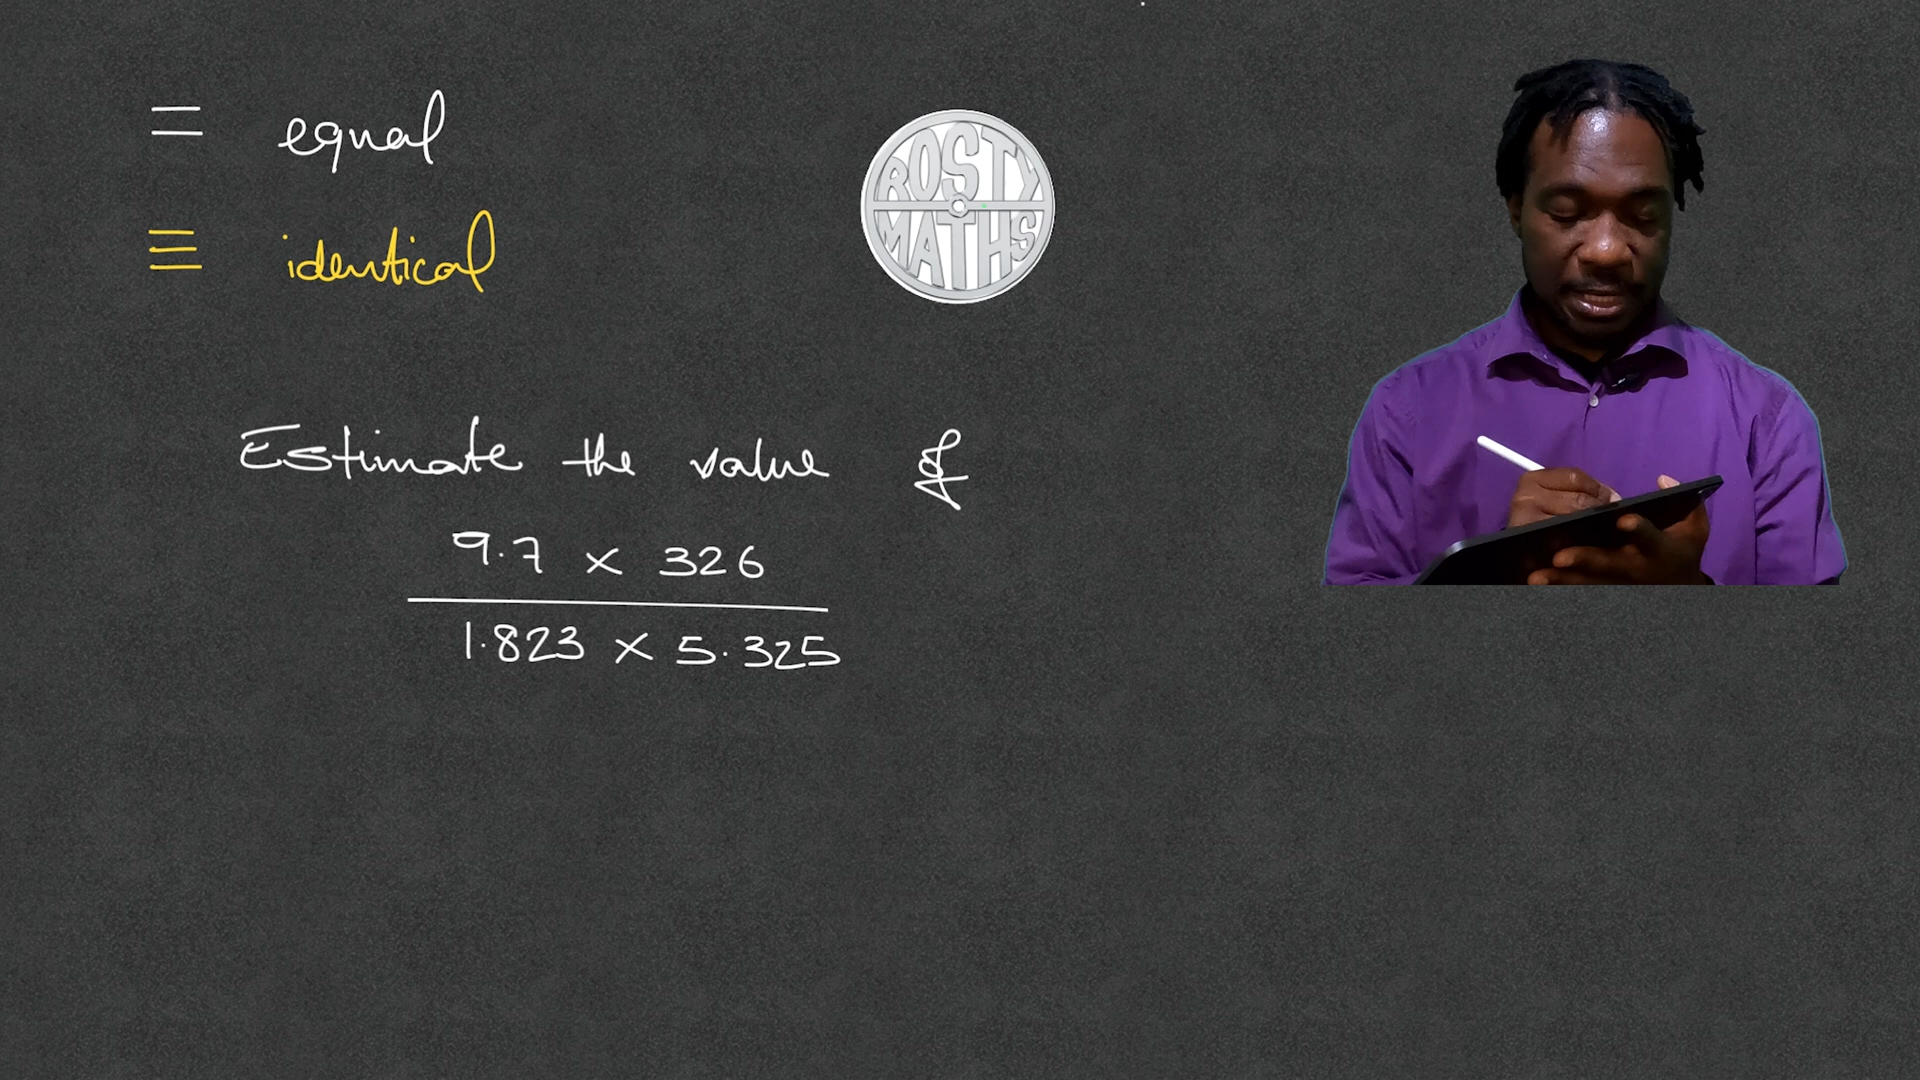 = equal
≡ identical
ROSTY
MATHS
Estimate the value of
9.7 × 326
1.823 × 5.325